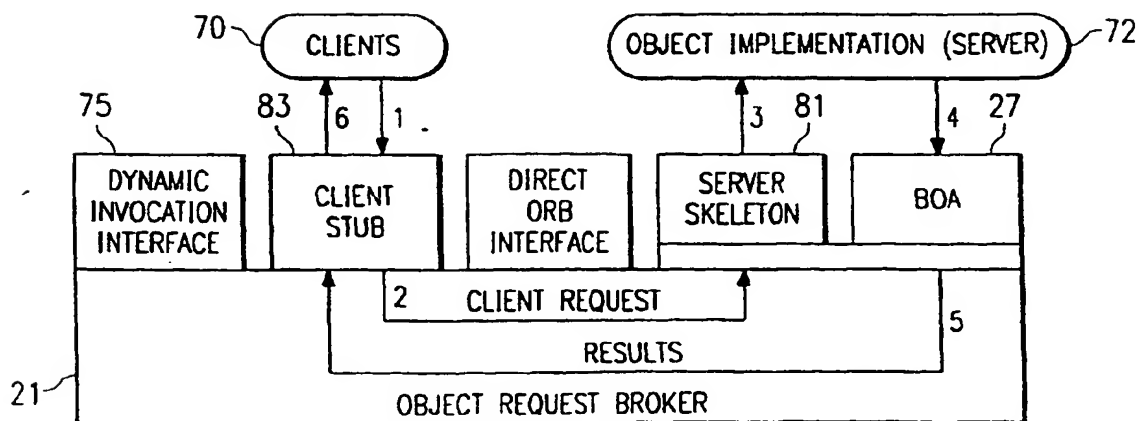 70
CLIENTS
OBJECT IMPLEMENTATION (SERVER)
72
75
83
6
1
3
81
4
27
DYNAMIC
INVOCATION
INTERFACE
CLIENT
STUB
DIRECT
ORB
INTERFACE
SERVER
SKELETON
BOA
2
CLIENT REQUEST
5
RESULTS
21
OBJECT REQUEST BROKER